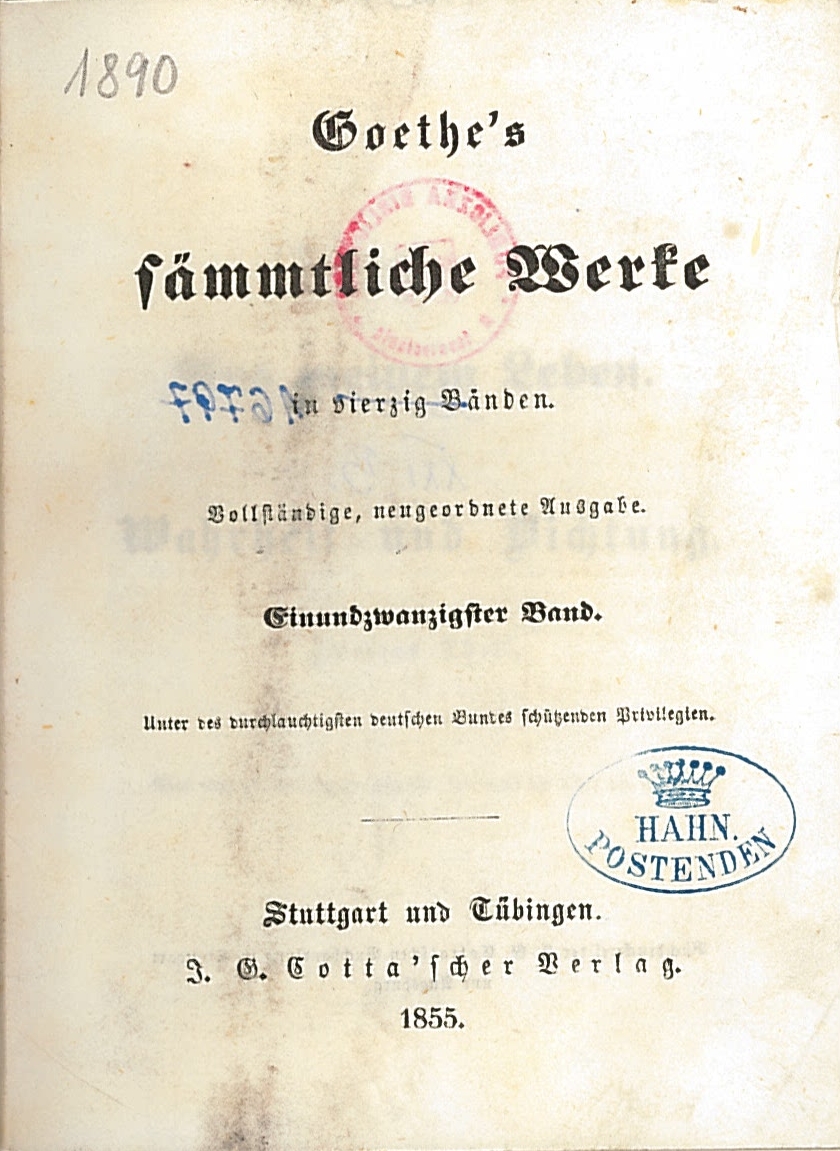 1890
Goethe's
sämmtliche Werke
in vierzig Bänden.
Vollständige, neugeordnete Ausgabe.
Einundzwanzigster Band.
Unter des durchlauchtigsten deutschen Bundes schützenden Privilegien.
HAHN.
POSTENDEN
Stuttgart und Tübingen.
J. G. Cotta'scher Verlag.
1855.